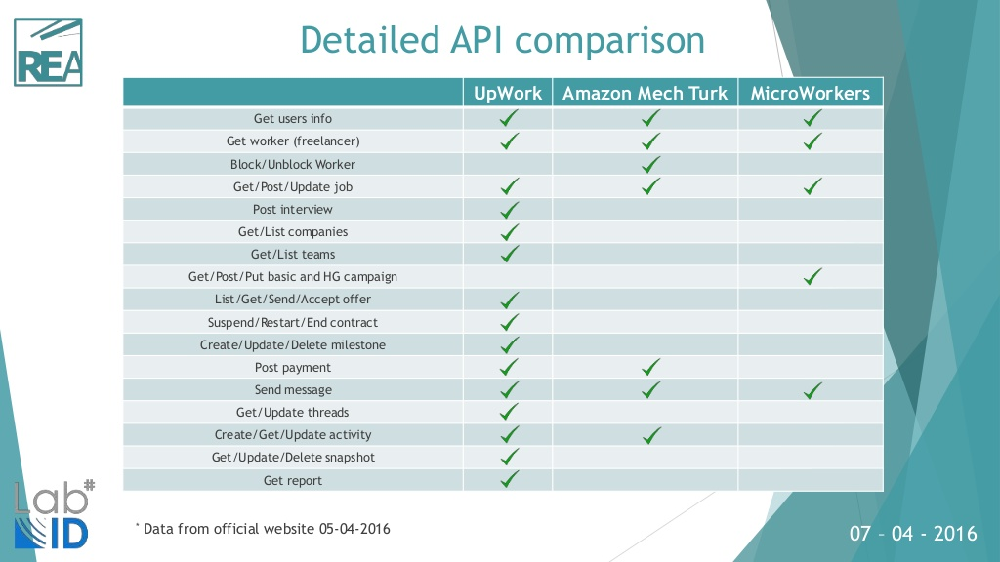 REA
Detailed API comparison
UpWork Amazon Mech Turk MicroWorkers
Get users info ✓ ✓ ✓
Get worker (freelancer) ✓ ✓ ✓
Block/Unblock Worker ✓
Get/Post/Update job ✓ ✓ ✓
Post interview ✓
Get/List companies ✓
Get/List teams ✓
Get/Post/Put basic and HG campaign ✓
List/Get/Send/Accept offer ✓
Suspend/Restart/End contract ✓
Create/Update/Delete milestone ✓
Post payment ✓ ✓
Send message ✓ ✓ ✓
Get/Update threads ✓
Create/Get/Update activity ✓ ✓
Get/Update/Delete snapshot ✓
Get report ✓
Lab#
ID
* Data from official website 05-04-2016
07 – 04 - 2016